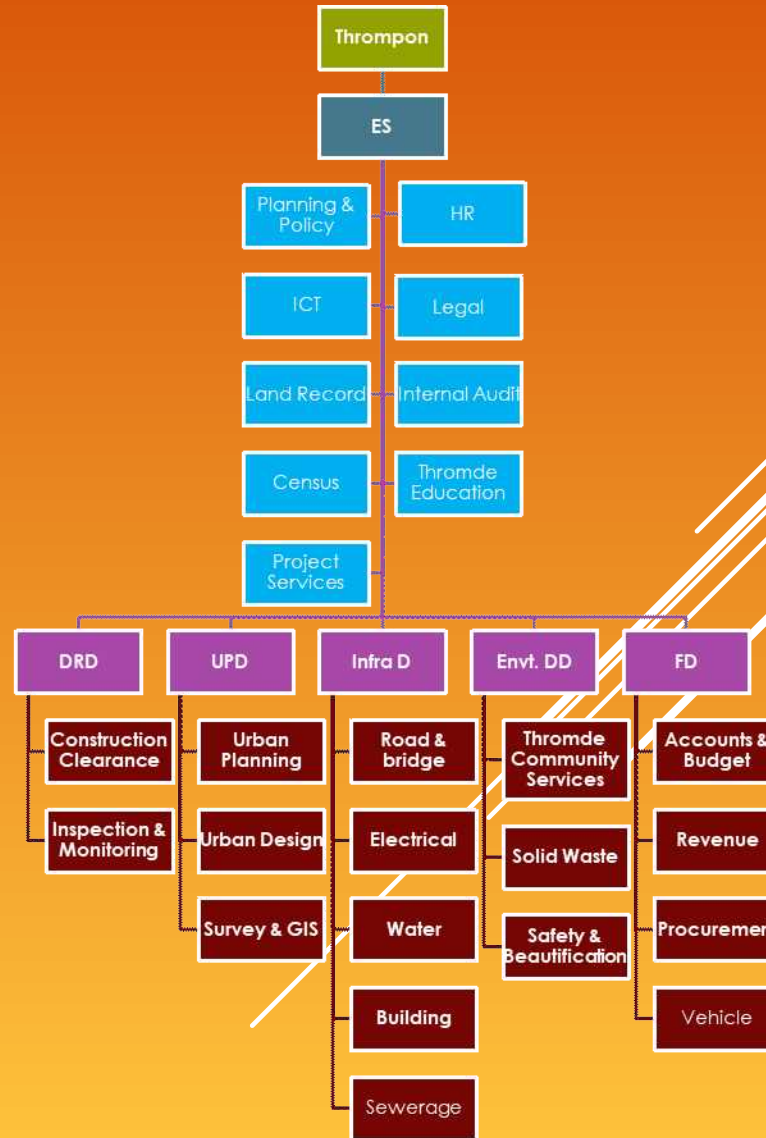 Thrompon
ES
Planning &
Policy
HR
ICT
Legal
Land Record
Internal Audit
Census
Thromde
Education
Project
Services
DRD
UPD
Infra D
Envt. DD
FD
Construction
Clearance
Inspection &
Monitoring
Urban
Planning
Urban Design
Survey & GIS
Road &
bridge
Electrical
Water
Building
Sewerage
Thromde
Community
Services
Solid Waste
Safety &
Beautification
Accounts &
Budget
Revenue
Procuremen
Vehicle